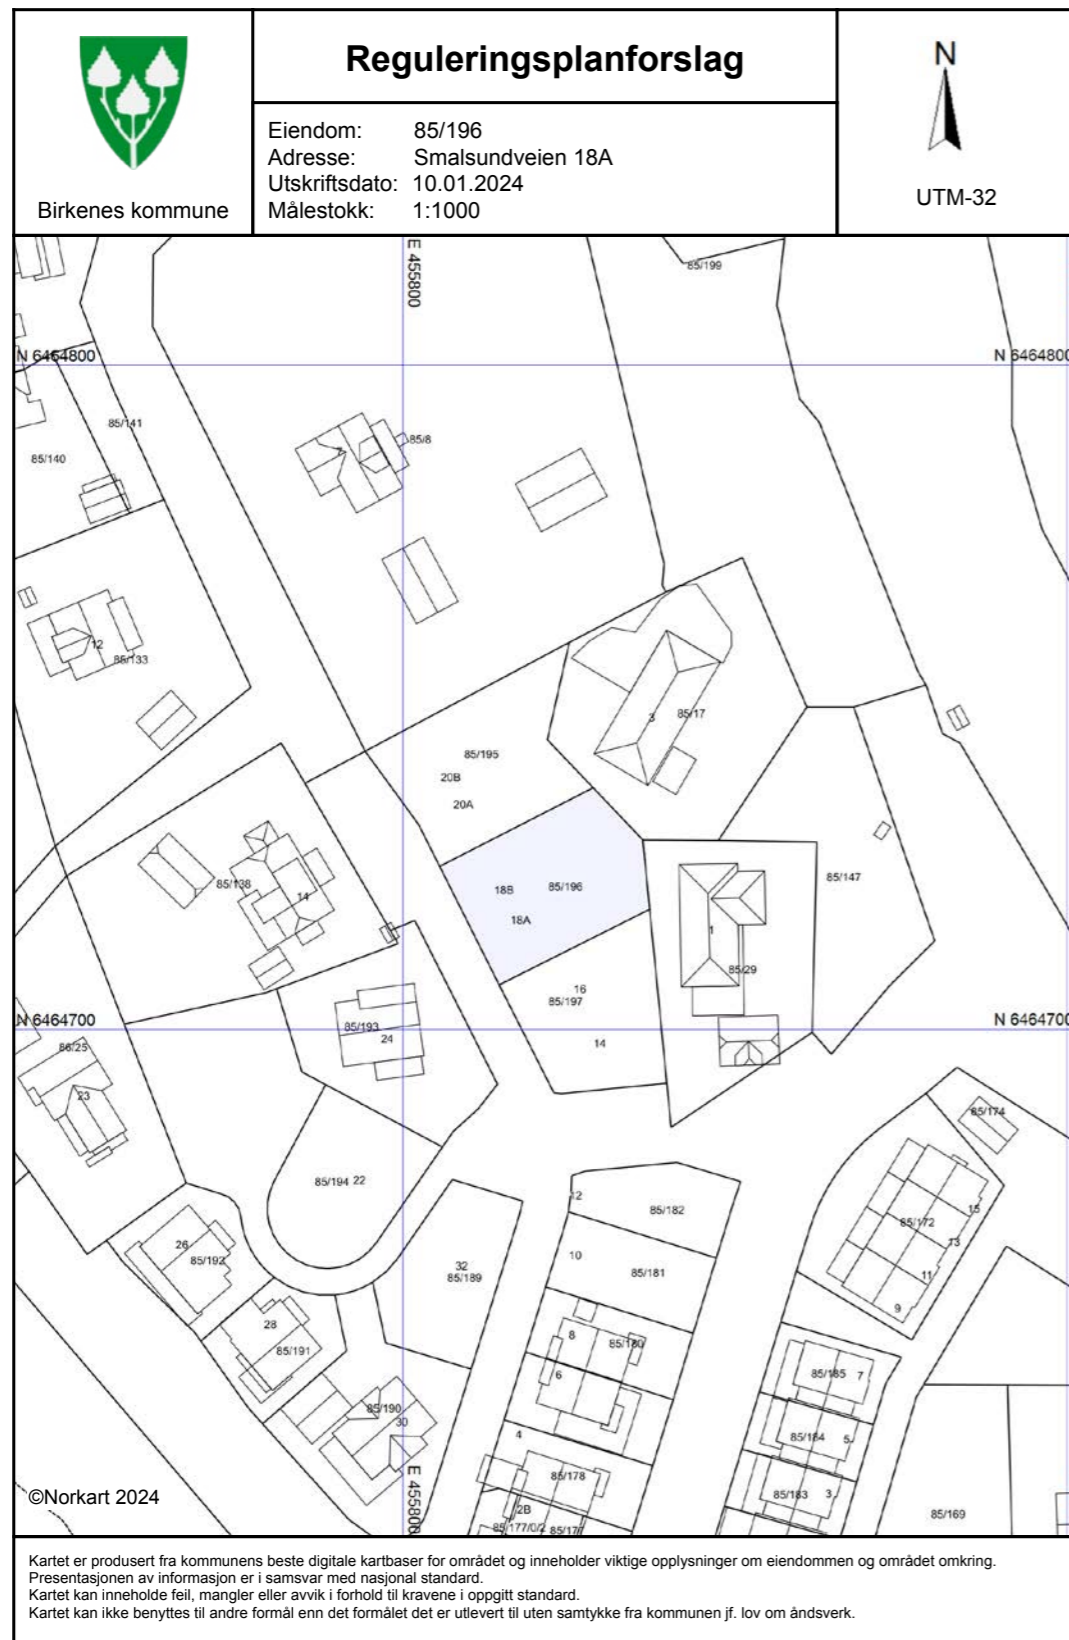 Reguleringsplanforslag
Birkenes kommune
Eiendom: 85/196
Adresse: Smalsundveien 18A
Utskriftsdato: 10.01.2024
Målestokk: 1:1000
N
UTM-32
E 455800
85/199
N 6464800
N 6464800
85/141
85/140
7
85/8
12
85/133
3
85/17
85/195
20B
20A
85/138
14
18B
85/196
18A
85/147
1
85/29
16
85/197
14
N 6464700
N 6464700
85/193
24
86/25
23
85/174
85/194 22
12
85/182
85/172
15
13
11
9
26
85/192
10
85/181
32
85/189
28
85/191
8
85/180
6
85/185 7
85/190
30
4
85/184 5
85/178
85/183 3
2B
85/177/0/2
85/177
85/169
E 455800
©Norkart 2024
Kartet er produsert fra kommunens beste digitale kartbaser for området og inneholder viktige opplysninger om eiendommen og området omkring.
Presentasjonen av informasjon er i samsvar med nasjonal standard.
Kartet kan inneholde feil, mangler eller avvik i forhold til kravene i oppgitt standard.
Kartet kan ikke benyttes til andre formål enn det formålet det er utlevert til uten samtykke fra kommunen jf. lov om åndsverk.